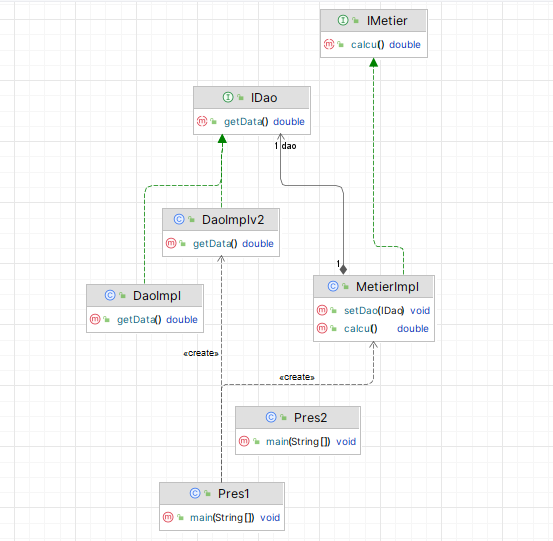 IMetier
calcu() double
IDao
getData() double
1 dao
DaoImplv2
getData() double
1
MetierImpl
setDao(IDao) void
calcu() double
DaoImpl
getData() double
«create»
«create»
Pres2
main(String[]) void
Pres1
main(String[]) void